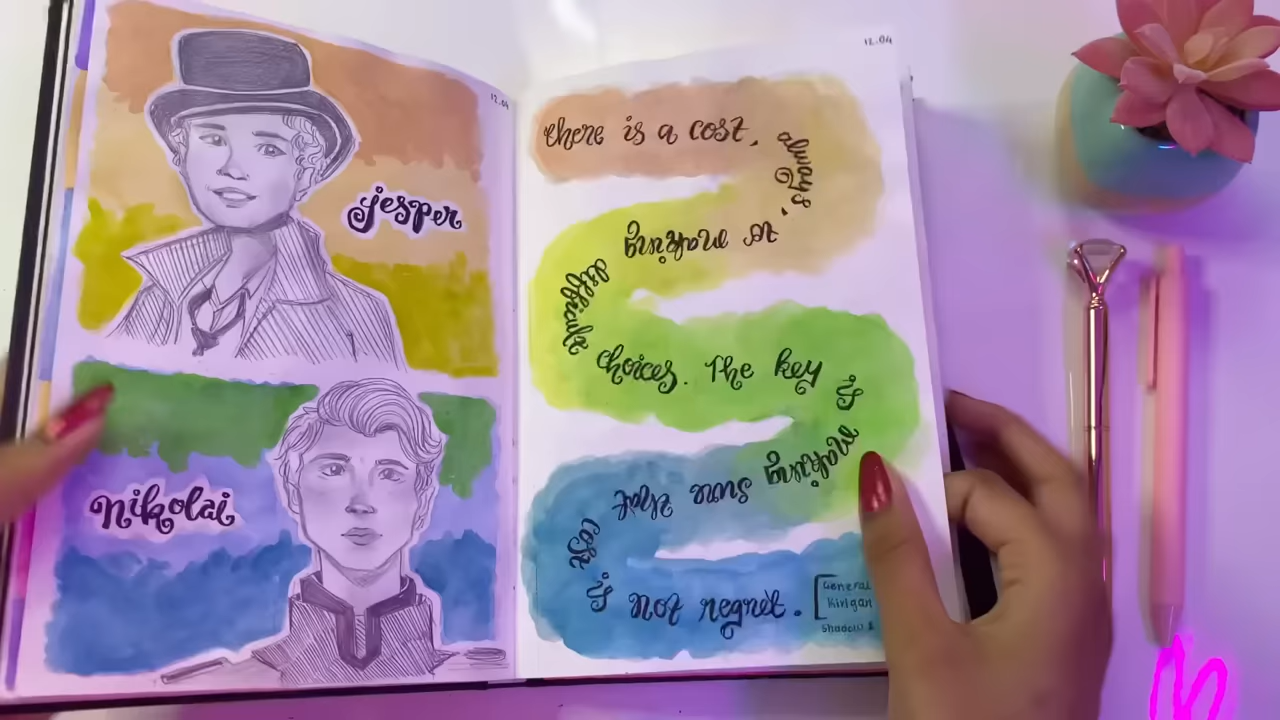 12.04
jesper
nikolai
12.04
there is a cost,
always,
to making
difficult
choices. The key
is
making
sure that
cost is
not regret.
General
Kirigan
shadow &